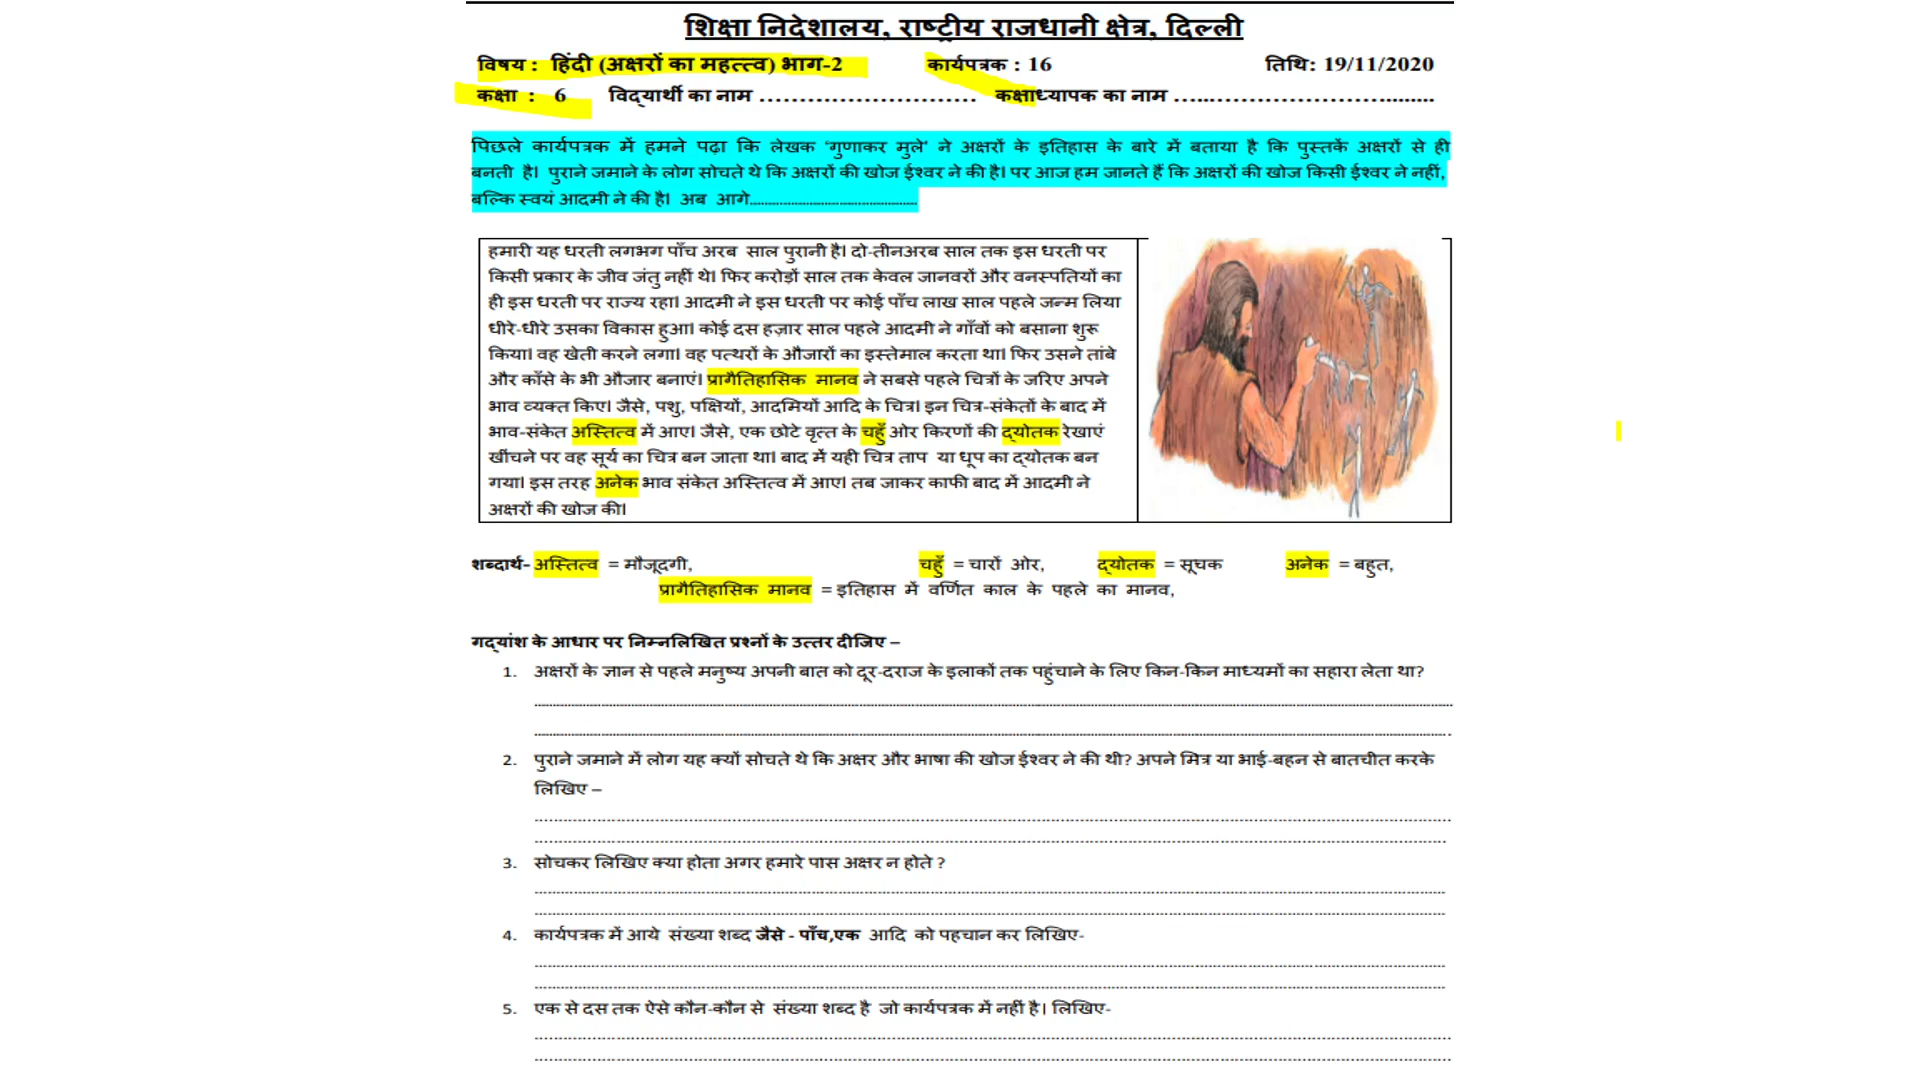 शिक्षा निदेशालय, राष्ट्रीय राजधानी क्षेत्र, दिल्ली
विषय : हिंदी (अक्षरों का महत्त्व) भाग-2 कार्यपत्रक : 16 तिथि: 19/11/2020
कक्षा : 6 विद्यार्थी का नाम ........................... कक्षाध्यापक का नाम ...............................
पिछले कार्यपत्रक में हमने पढ़ा कि लेखक 'गुणाकर मुले' ने अक्षरों के इतिहास के बारे में बताया है कि पुस्तकें अक्षरों से ही
बनती है। पुराने जमाने के लोग सोचते थे कि अक्षरों की खोज ईश्वर ने की है। पर आज हम जानते हैं कि अक्षरों की खोज किसी ईश्वर ने नहीं,
बल्कि स्वयं आदमी ने की है। अब आगे.................................................
हमारी यह धरती लगभग पाँच अरब साल पुरानी है। दो-तीनअरब साल तक इस धरती पर
किसी प्रकार के जीव जंतु नहीं थे। फिर करोड़ों साल तक केवल जानवरों और वनस्पतियों का
ही इस धरती पर राज्य रहा। आदमी ने इस धरती पर कोई पाँच लाख साल पहले जन्म लिया
धीरे-धीरे उसका विकास हुआ। कोई दस हज़ार साल पहले आदमी ने गाँवों को बसाना शुरू
किया। वह खेती करने लगा। वह पत्थरों के औजारों का इस्तेमाल करता था। फिर उसने तांबे
और काँसे के भी औजार बनाएं। प्रागैतिहासिक मानव ने सबसे पहले चित्रों के जरिए अपने
भाव व्यक्त किए। जैसे, पशु, पक्षियों, आदमियों आदि के चित्र। इन चित्र-संकेतों के बाद में
भाव-संकेत अस्तित्व में आए। जैसे, एक छोटे वृत्त के चहुँ ओर किरणों की द्योतक रेखाएं
खींचने पर वह सूर्य का चित्र बन जाता था। बाद में यही चित्र ताप या धूप का द्योतक बन
गया। इस तरह अनेक भाव संकेत अस्तित्व में आए। तब जाकर काफी बाद में आदमी ने
अक्षरों की खोज की।
शब्दार्थ- अस्तित्व = मौजूदगी, चहुँ = चारों ओर, द्योतक = सूचक अनेक = बहुत,
प्रागैतिहासिक मानव = इतिहास में वर्णित काल के पहले का मानव,
गद्यांश के आधार पर निम्नलिखित प्रश्नों के उत्तर दीजिए –
1. अक्षरों के ज्ञान से पहले मनुष्य अपनी बात को दूर-दराज के इलाकों तक पहुंचाने के लिए किन-किन माध्यमों का सहारा लेता था?
2. पुराने जमाने में लोग यह क्यों सोचते थे कि अक्षर और भाषा की खोज ईश्वर ने की थी? अपने मित्र या भाई-बहन से बातचीत करके
लिखिए –
3. सोचकर लिखिए क्या होता अगर हमारे पास अक्षर न होते ?
4. कार्यपत्रक में आये संख्या शब्द जैसे - पाँच,एक आदि को पहचान कर लिखिए-
5. एक से दस तक ऐसे कौन-कौन से संख्या शब्द है जो कार्यपत्रक में नहीं है। लिखिए-